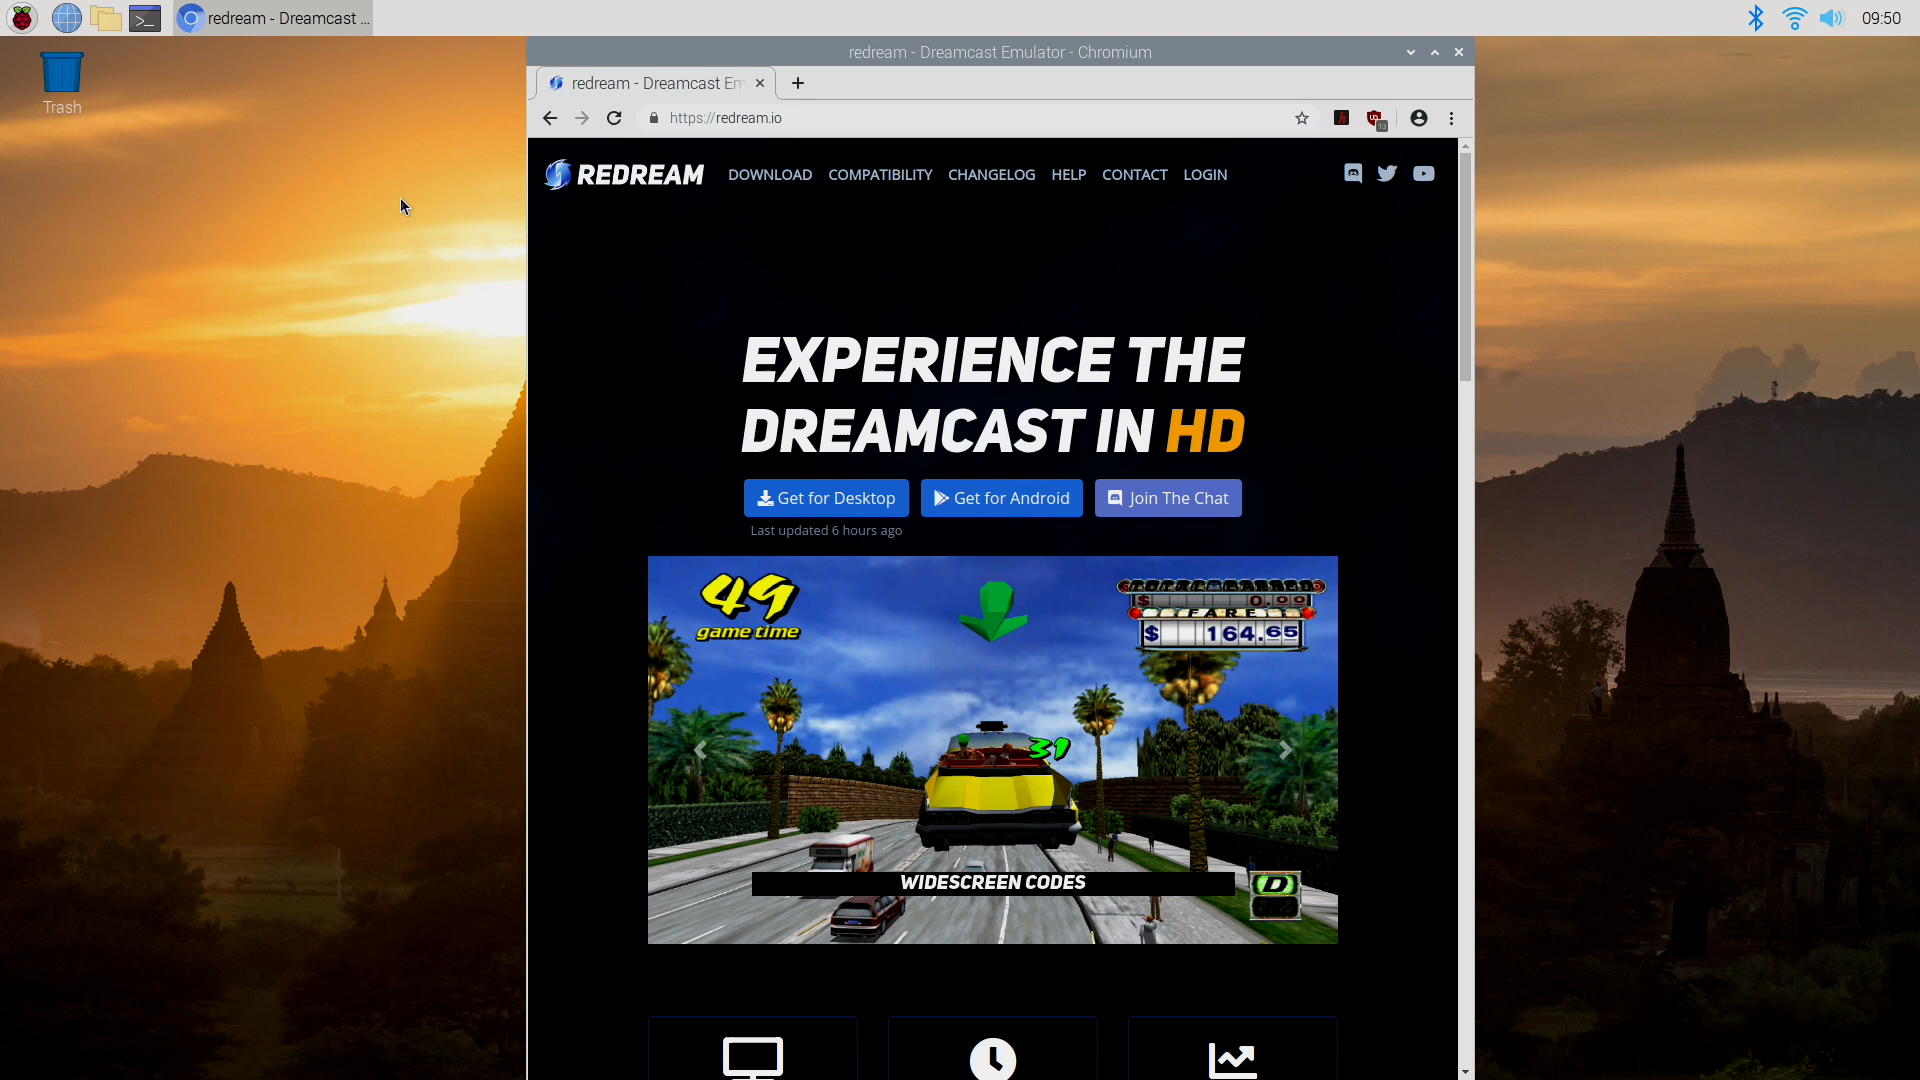 redream - Dreamcast ...
09:50
Trash
redream - Dreamcast Emulator - Chromium
redream - Dreamcast Em
https://redream.io
13
REDREAM
DOWNLOAD COMPATIBILITY CHANGELOG HELP CONTACT LOGIN
EXPERIENCE THE
DREAMCAST IN HD
Get for Desktop
Get for Android
Join The Chat
Last updated 6 hours ago
49
game time
$ 0.00
FARE
$ 164.65
31
WIDESCREEN CODES
D